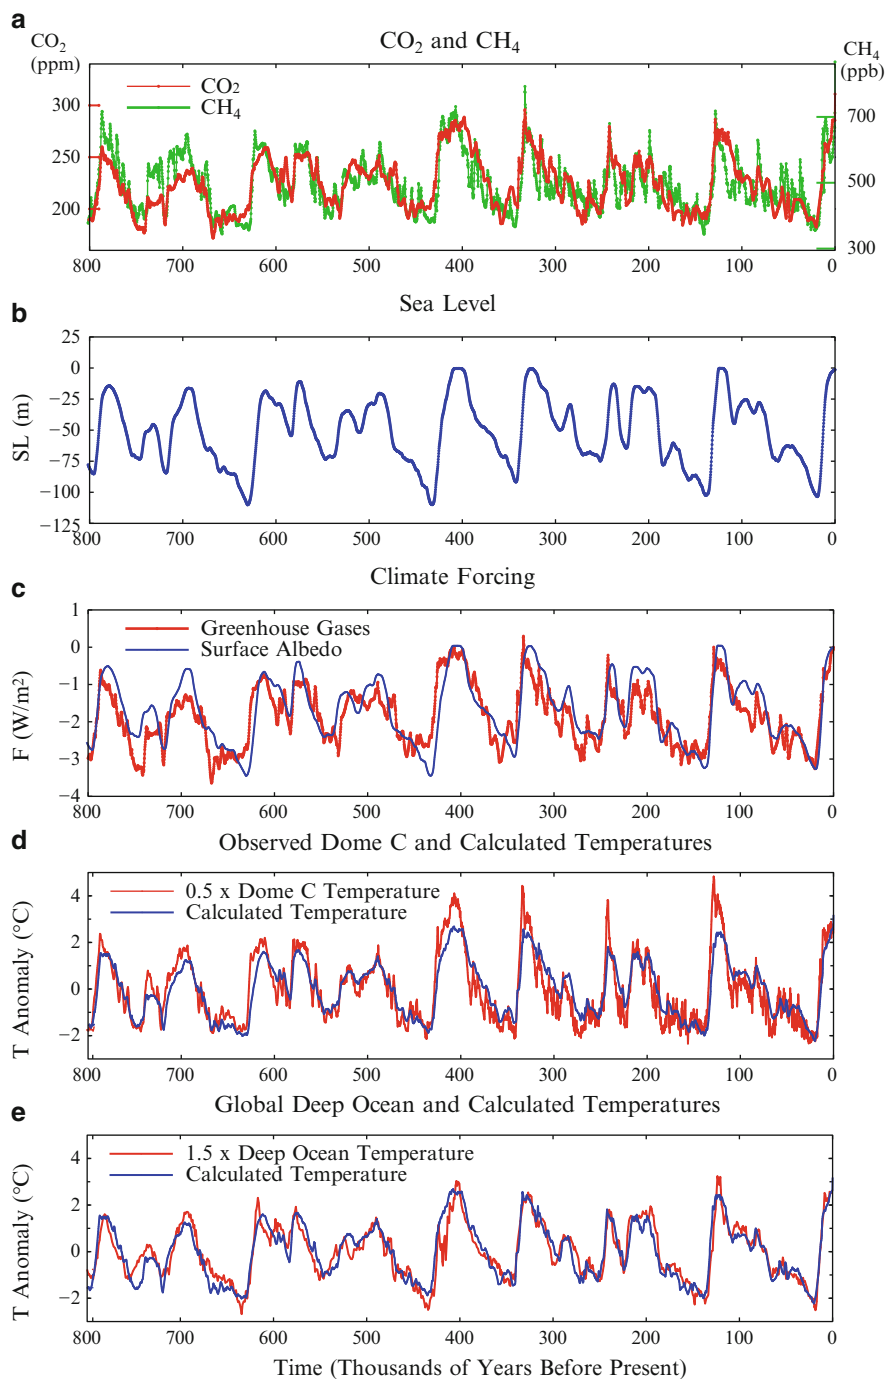 a
CO₂ and CH₄
CO₂
(ppm)
CH₄
(ppb)
CO₂
CH₄
300
250
200
700
500
300
800 700 600 500 400 300 200 100 0
b
Sea Level
SL (m)
25
0
−25
−50
−75
−100
−125
800 700 600 500 400 300 200 100 0
c
Climate Forcing
Greenhouse Gases
Surface Albedo
F (W/m²)
1
0
−1
−2
−3
−4
800 700 600 500 400 300 200 100 0
d
Observed Dome C and Calculated Temperatures
0.5 x Dome C Temperature
Calculated Temperature
T Anomaly (°C)
4
2
0
−2
800 700 600 500 400 300 200 100 0
e
Global Deep Ocean and Calculated Temperatures
1.5 x Deep Ocean Temperature
Calculated Temperature
T Anomaly (°C)
4
2
0
−2
800 700 600 500 400 300 200 100 0
Time (Thousands of Years Before Present)